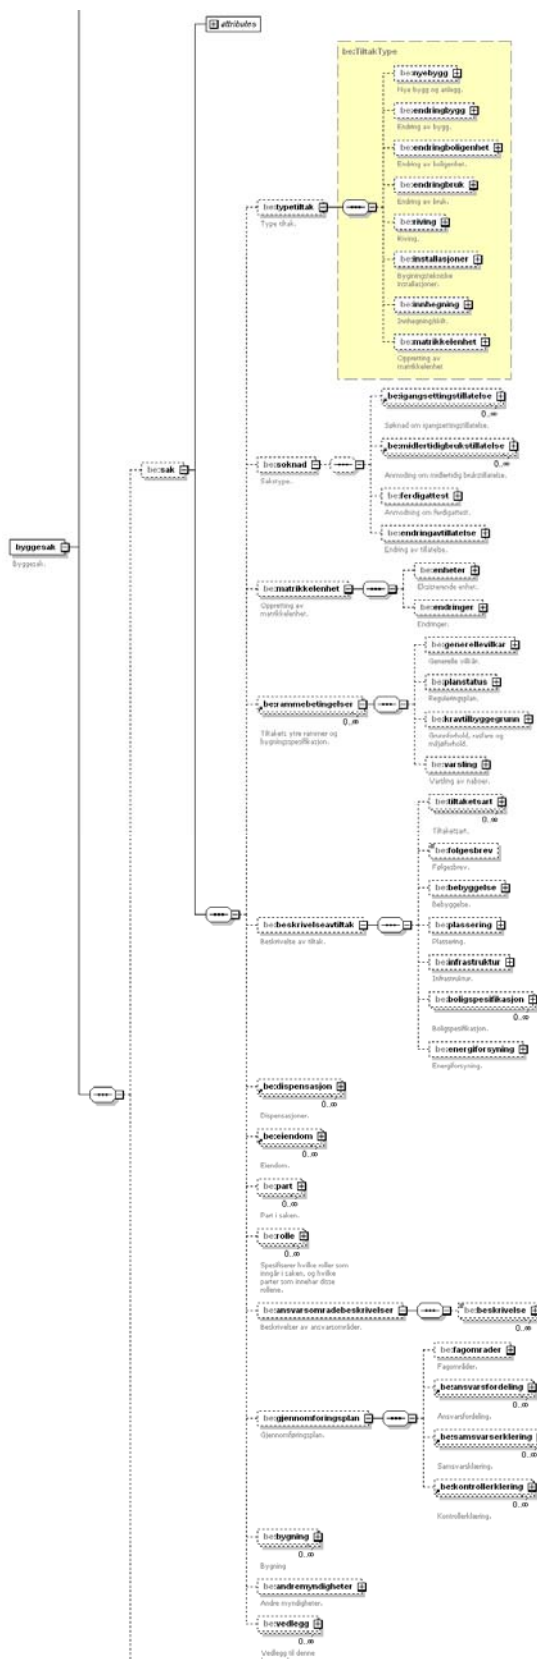 attributes
be:TiltakType
be:nyebygg
Nye bygg og anlegg.
be:endringbygg
Endring av bygg.
be:endringboligenhet
Endring av boligenhet.
be:endringbruk
Endring av bruk.
be:typetiltak
Type tiltak.
be:riving
Riving.
be:installasjoner
Bygningstekniske
installasjoner.
be:innhegning
Innhegning/skilt.
be:matrikkelenhet
Oppretting av
matrikkelenhet
be:igangsettingstillatelse
0..∞
Søknad om igangsettingstillatelse.
be:midlertidigbrukstillatelse
0..∞
Anmoding om midlertidig brukstillatelse.
be:sak
be:soknad
Sakstype.
be:ferdigattest
Anmodning om ferdigattest.
be:endringavtillatelse
Endring av tillatelse.
byggesak
Byggesak.
be:matrikkelenhet
Oppretting av
matrikkelenhet.
be:enheter
Eksisterende enhet.
be:endringer
Endringer.
be:generellevilkar
Generelle vilkår.
be:planstatus
Reguleringsplan.
be:rammebetingelser
0..∞
Tiltakets ytre rammer og
bygningsspesifikasjon.
be:kravtilbyggegrunn
Grunnforhold, rasfare og
miljøforhold.
be:varsling
Varsling av naboer.
be:tiltaketsart
0..∞
Tiltaketsart.
be:folgesbrev
Følgesbrev.
be:bebyggelse
Bebyggelse.
be:beskrivelseavtiltak
Beskrivelse av tiltak.
be:plassering
Plassering.
be:infrastruktur
Infrastruktur.
be:boligspesifikasjon
0..∞
Boligspesifikasjon.
be:energiforsyning
Energiforsyning.
be:dispensasjon
0..∞
Dispensasjoner.
be:eiendom
0..∞
Eiendom.
be:part
0..∞
Part i saken.
be:rolle
0..∞
Spesifiserer hvilke roller som
inngår i saken, og hvilke
parter som innehar disse
rollene.
be:ansvarsomradebeskrivelser
Beskrivelser av ansvarsområder.
be:beskrivelse
0..∞
be:fagomrader
Fagområder.
be:ansvarsfordeling
0..∞
Ansvarsfordeling.
be:gjennomforingsplan
Gjennomføringsplan.
be:samsvarserklering
0..∞
Samsvarsklæring.
be:kontrollerklering
0..∞
Kontrollerklæring.
be:bygning
0..∞
Bygning
be:andremyndigheter
Andre myndigheter.
be:vedlegg
0..∞
Vedlegg til denne